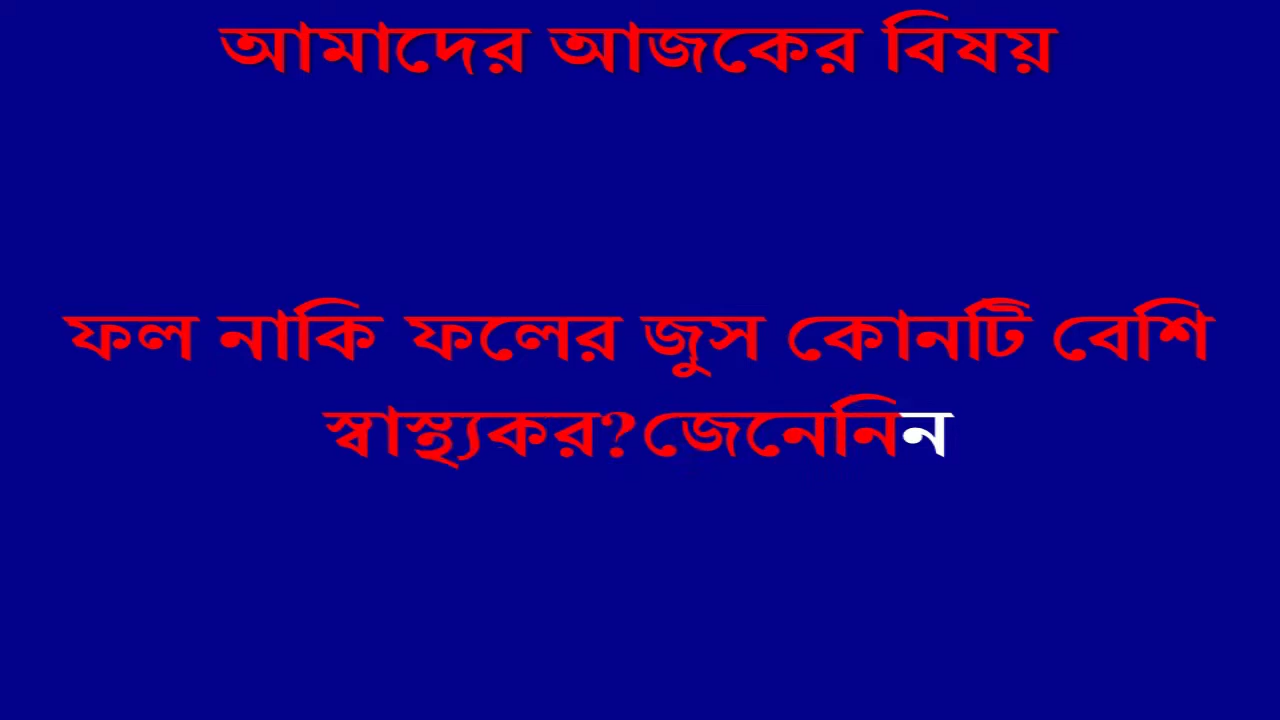 আমাদের আজকের বিষয়
ফল নাকি ফলের জুস কোনটি বেশি
স্বাস্থ্যকর?জেনেনিন